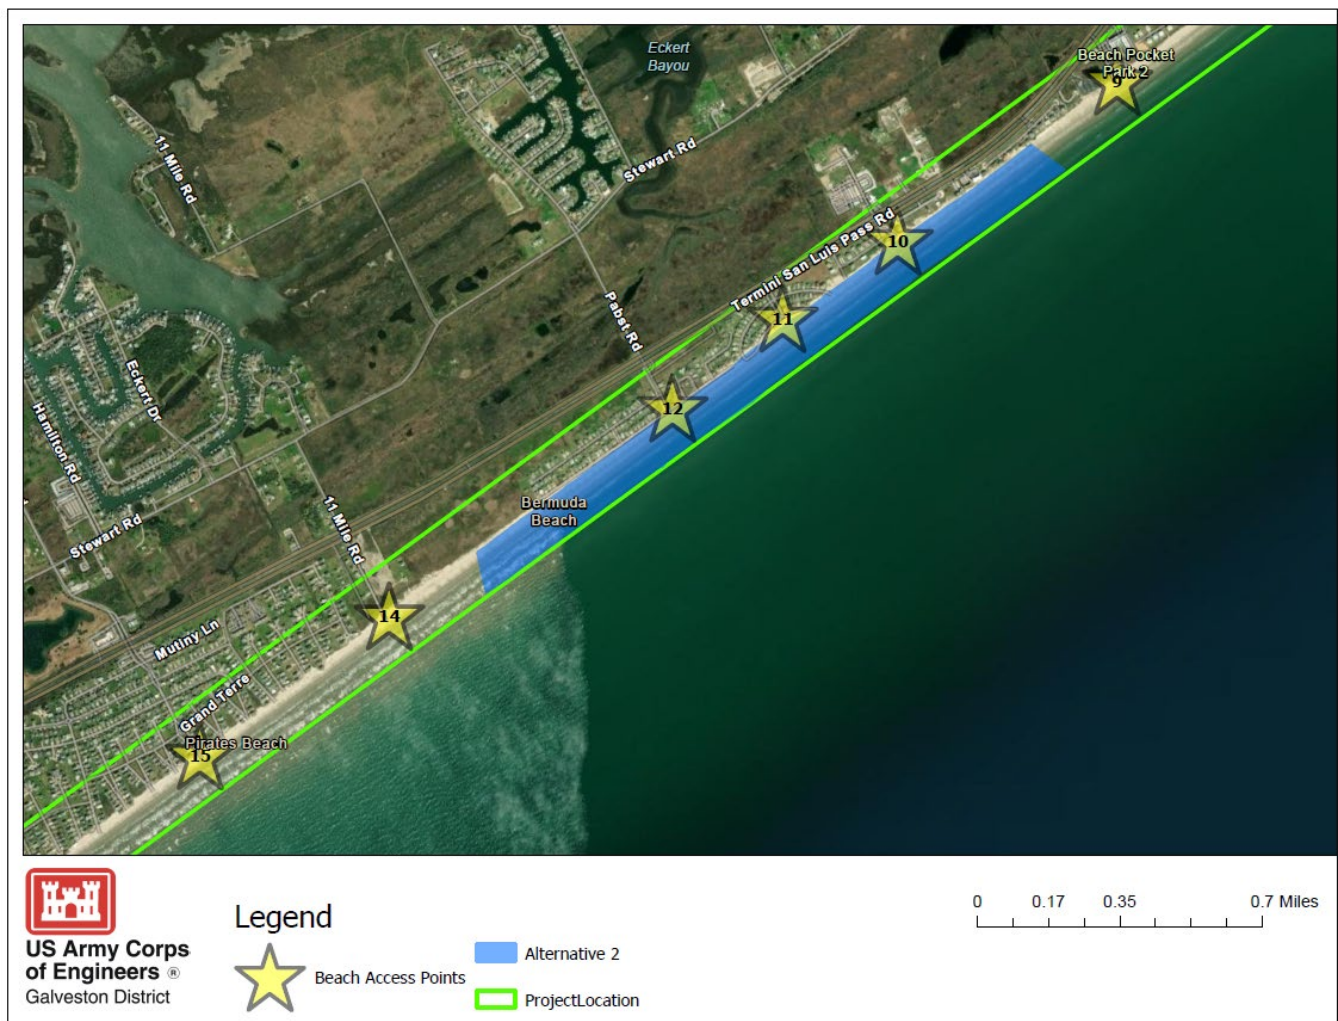 Eckert
Bayou
Beach Pocket
Park 2
9
11 Mile Rd
Stewart Rd
10
Termini San Luis Pass Rd
11
Pabst Rd
12
Eckert Dr
Hamilton Rd
Bermuda
Beach
11 Mile Rd
Stewart Rd
14
Mutiny Ln
Grand Terre
Pirates Beach
15
US Army Corps
of Engineers ®
Galveston District
Legend
Beach Access Points
Alternative 2
ProjectLocation
0 0.17 0.35 0.7 Miles